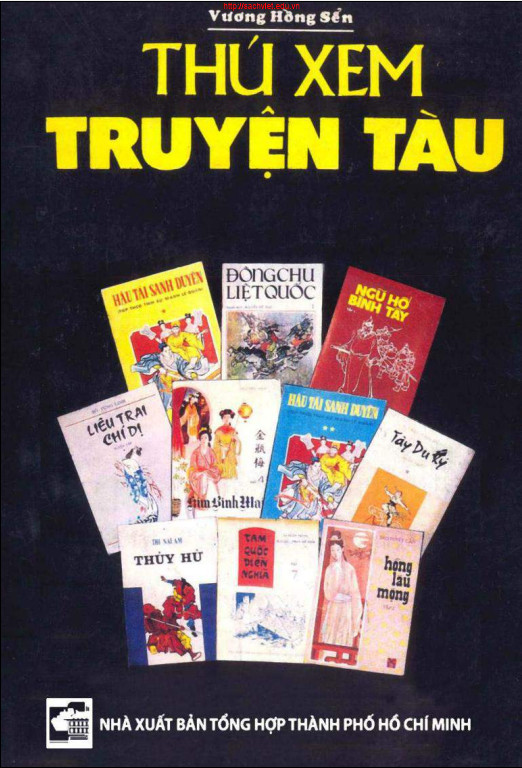 http://sachviet.edu.vn
Vương Hồng Sển
THÚ XEM
TRUYỆN TÀU
HẬU TÁI SANH DUYÊN
ĐÔNG CHU
LIỆT QUỐC
NGŨ HỔ
BÌNH TÂY
LIÊU TRAI
CHÍ DỊ
金瓶梅
Kim Bình Mai
HẬU TÁI SANH DUYÊN
Tây Du Ký
THI NẠI AM
THỦY HỬ
TAM
QUỐC
DIỄN
NGHĨA
hồng
lâu
mộng
NHÀ XUẤT BẢN TỔNG HỢP THÀNH PHỐ HỒ CHÍ MINH